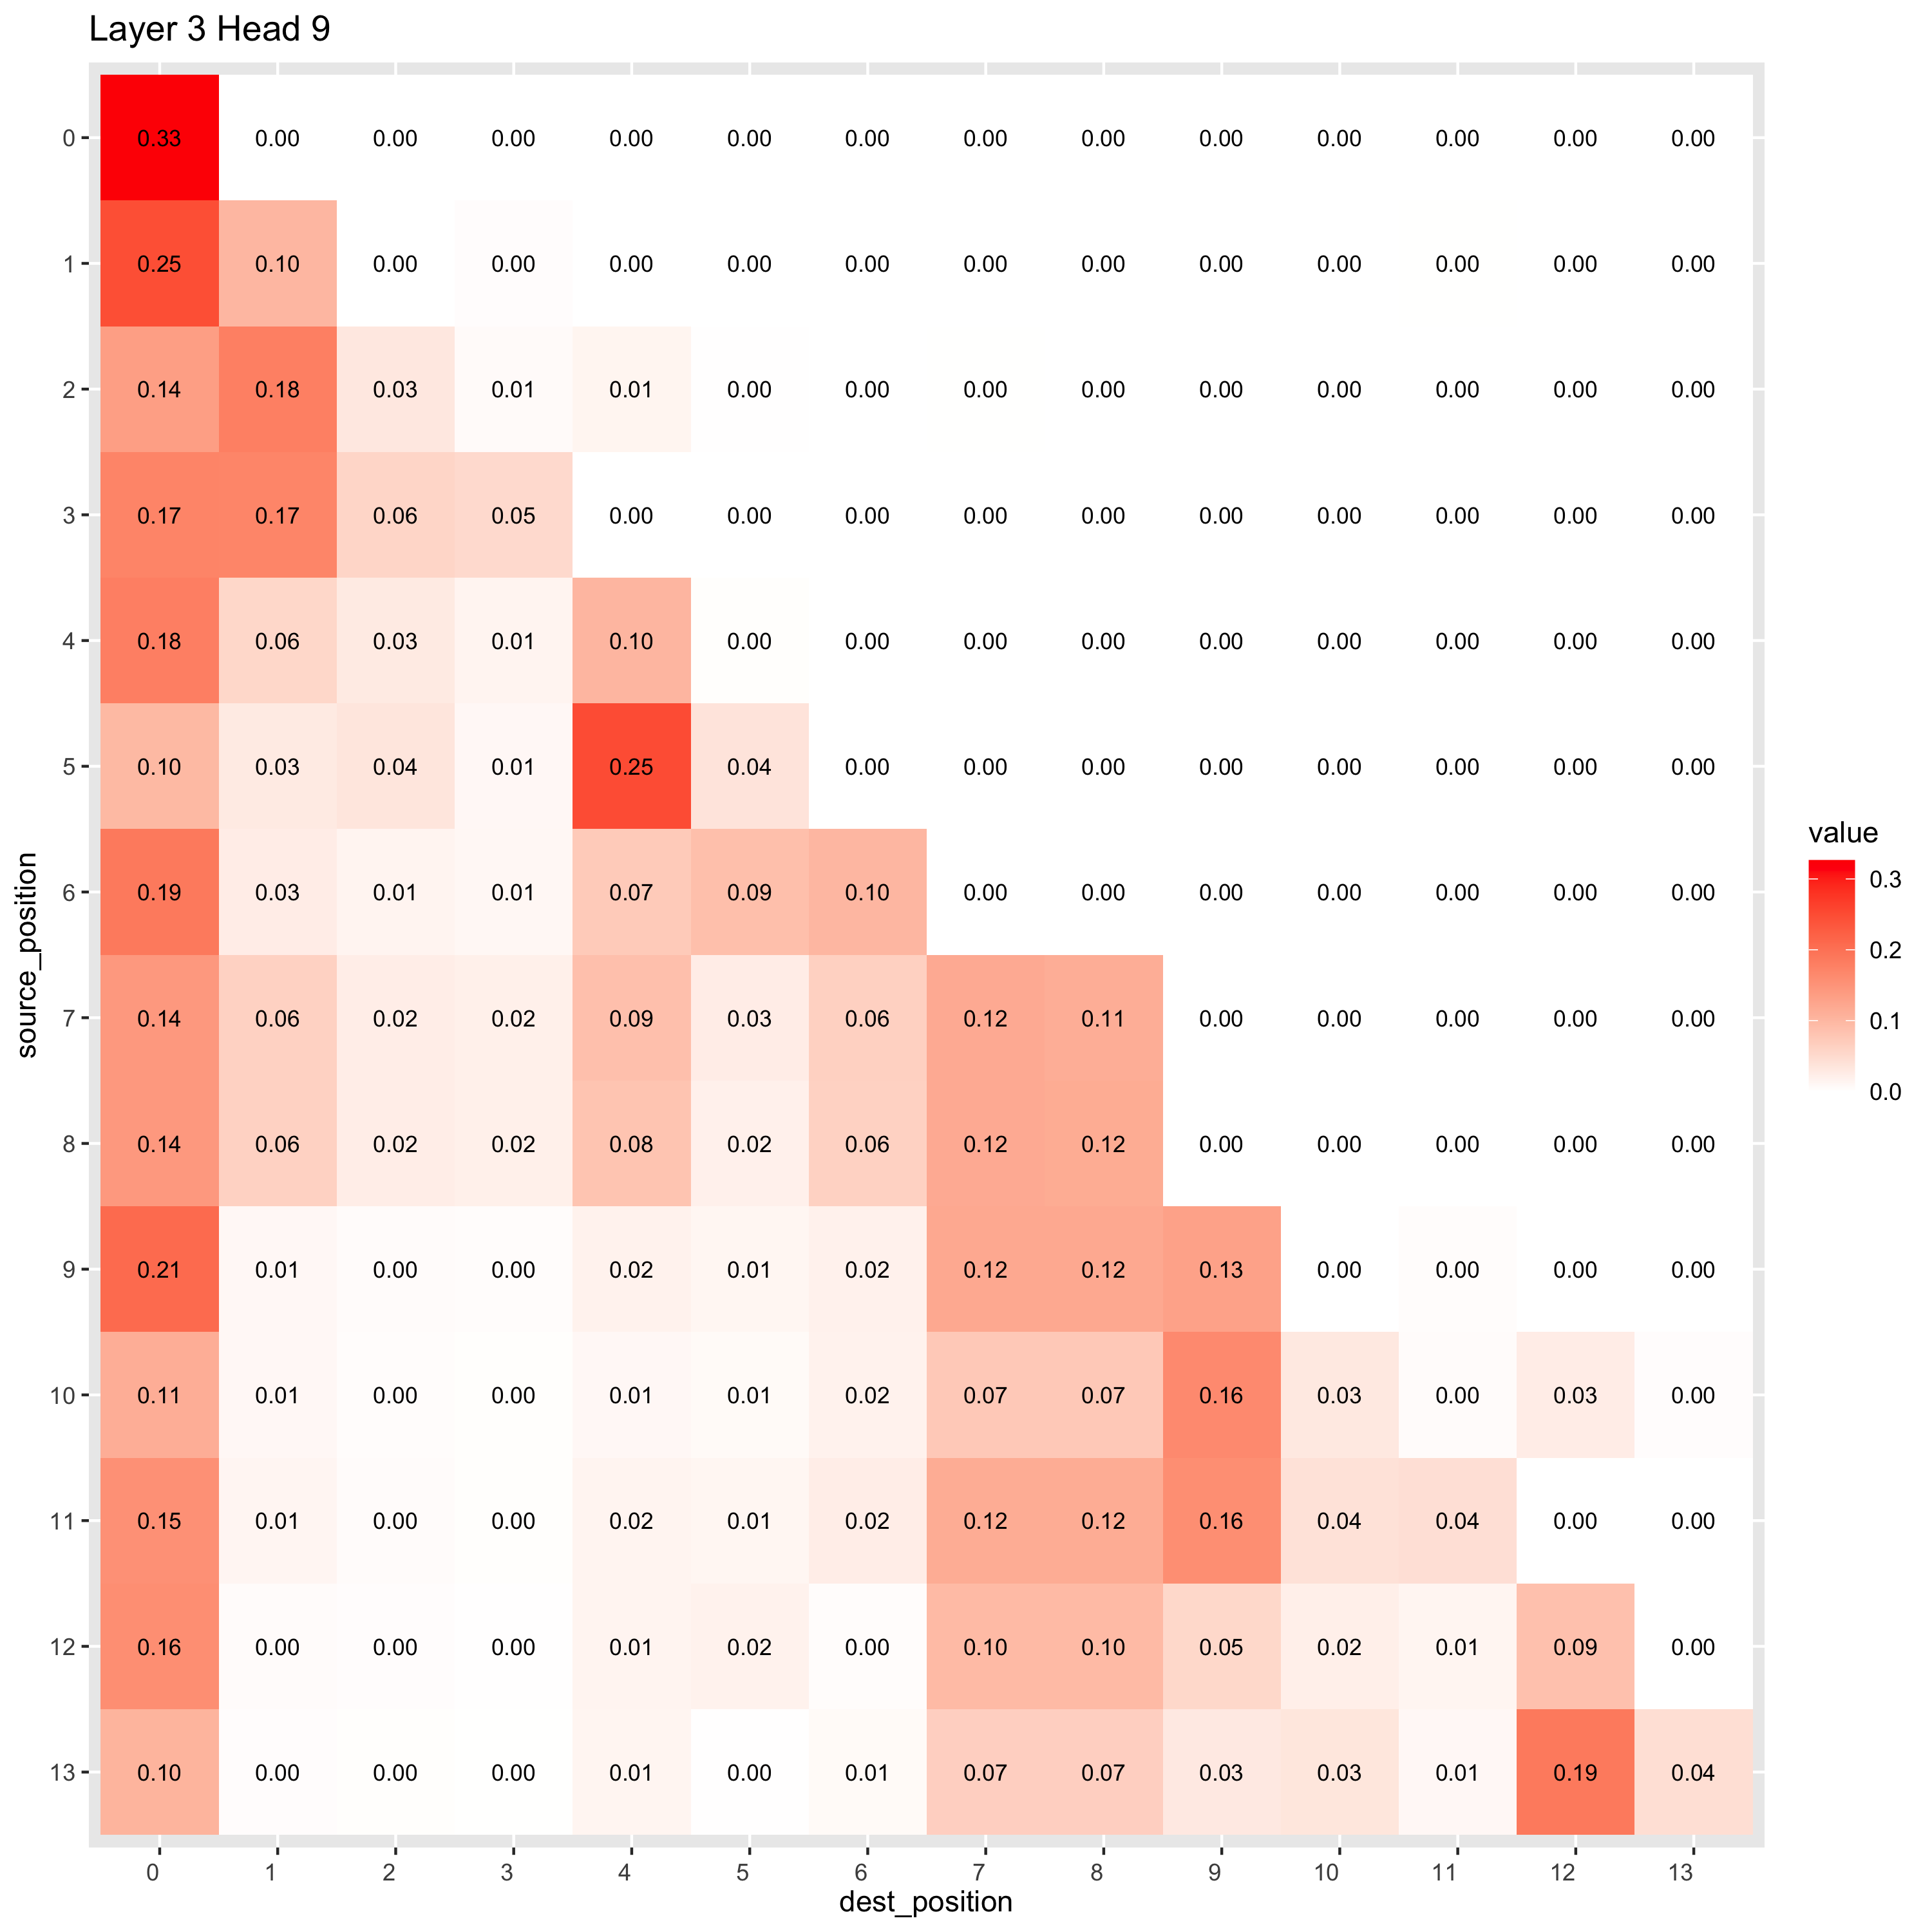 Layer 3 Head 9
0 0.33 0.00 0.00 0.00 0.00 0.00 0.00 0.00 0.00 0.00 0.00 0.00 0.00 0.00
1 0.25 0.10 0.00 0.00 0.00 0.00 0.00 0.00 0.00 0.00 0.00 0.00 0.00 0.00
2 0.14 0.18 0.03 0.01 0.01 0.00 0.00 0.00 0.00 0.00 0.00 0.00 0.00 0.00
3 0.17 0.17 0.06 0.05 0.00 0.00 0.00 0.00 0.00 0.00 0.00 0.00 0.00 0.00
4 0.18 0.06 0.03 0.01 0.10 0.00 0.00 0.00 0.00 0.00 0.00 0.00 0.00 0.00
5 0.10 0.03 0.04 0.01 0.25 0.04 0.00 0.00 0.00 0.00 0.00 0.00 0.00 0.00
6 0.19 0.03 0.01 0.01 0.07 0.09 0.10 0.00 0.00 0.00 0.00 0.00 0.00 0.00
7 0.14 0.06 0.02 0.02 0.09 0.03 0.06 0.12 0.11 0.00 0.00 0.00 0.00 0.00
8 0.14 0.06 0.02 0.02 0.08 0.02 0.06 0.12 0.12 0.00 0.00 0.00 0.00 0.00
9 0.21 0.01 0.00 0.00 0.02 0.01 0.02 0.12 0.12 0.13 0.00 0.00 0.00 0.00
10 0.11 0.01 0.00 0.00 0.01 0.01 0.02 0.07 0.07 0.16 0.03 0.00 0.03 0.00
11 0.15 0.01 0.00 0.00 0.02 0.01 0.02 0.12 0.12 0.16 0.04 0.04 0.00 0.00
12 0.16 0.00 0.00 0.00 0.01 0.02 0.00 0.10 0.10 0.05 0.02 0.01 0.09 0.00
13 0.10 0.00 0.00 0.00 0.01 0.00 0.01 0.07 0.07 0.03 0.03 0.01 0.19 0.04
0 1 2 3 4 5 6 7 8 9 10 11 12 13
dest_position
source_position
value
0.3
0.2
0.1
0.0